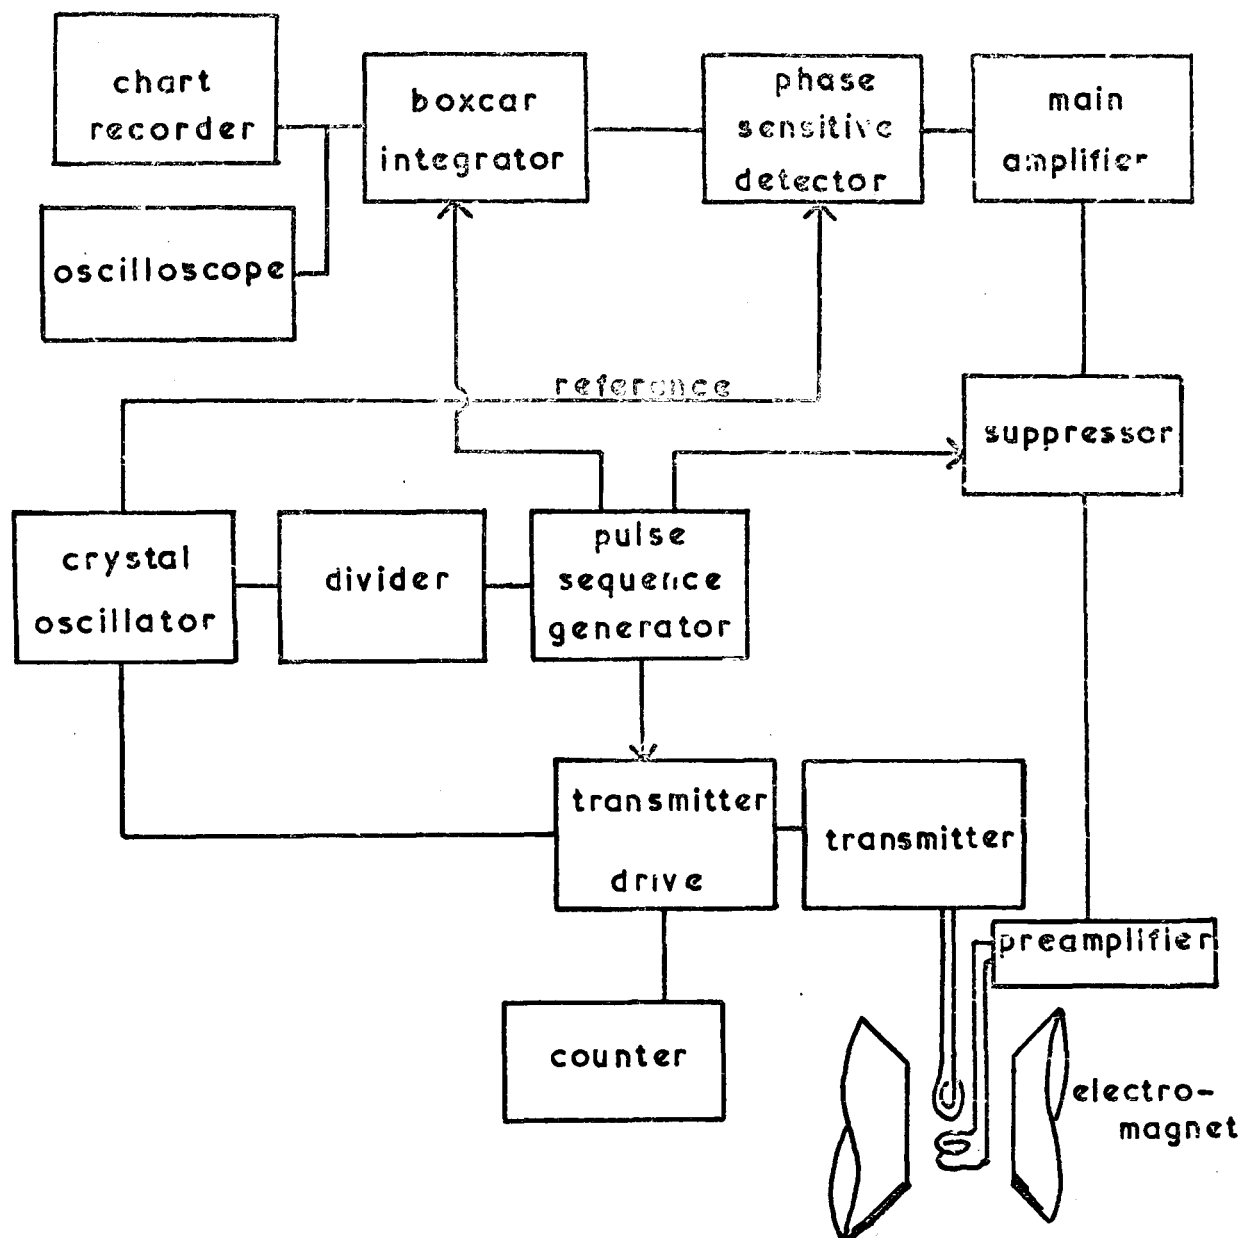 chart
recorder
boxcar
integrator
phase
sensitive
detector
main
amplifier
oscilloscope
reference
suppressor
crystal
oscillator
divider
pulse
sequence
generator
transmitter
drive
transmitter
preamplifier
counter
electro-
magnet